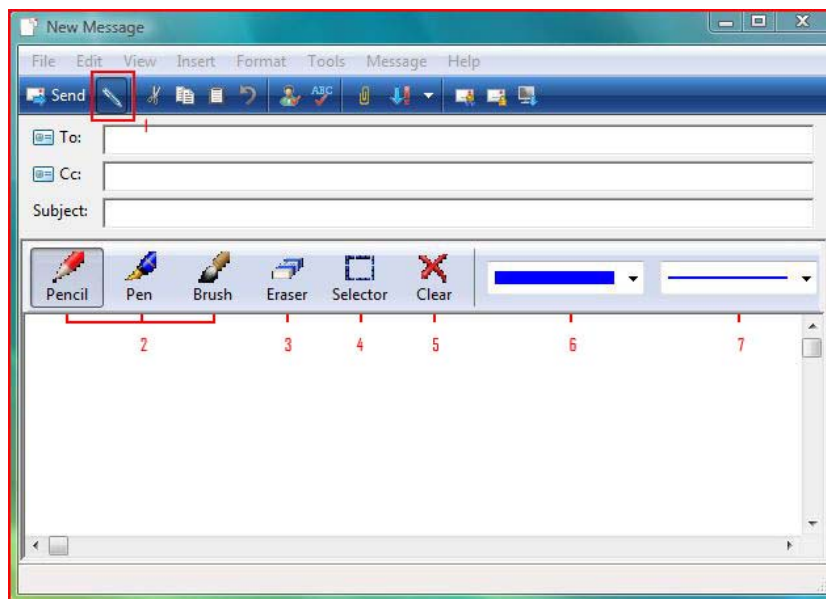 New Message
File Edit View Insert Format Tools Message Help
Send ABC
1
To:
Cc:
Subject:
Pencil Pen Brush Eraser Selector Clear
2 3 4 5 6 7